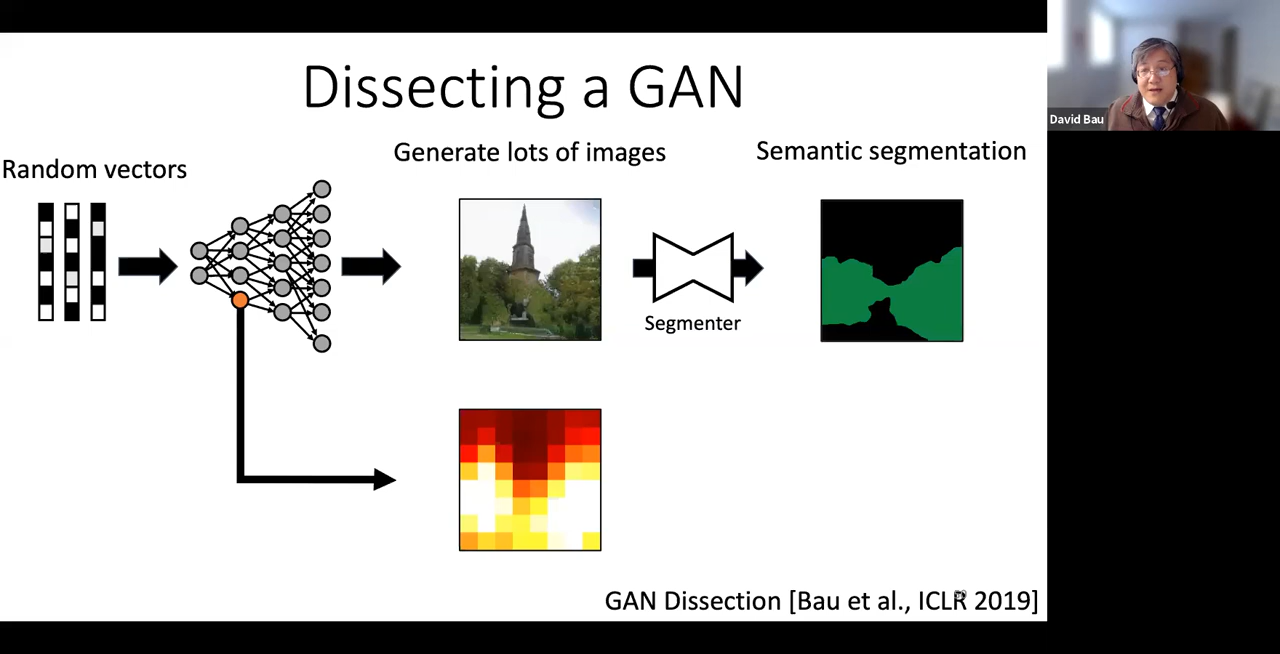 Dissecting a GAN
David Bau
Random vectors
Generate lots of images
Semantic segmentation
Segmenter
GAN Dissection [Bau et al., ICLR 2019]